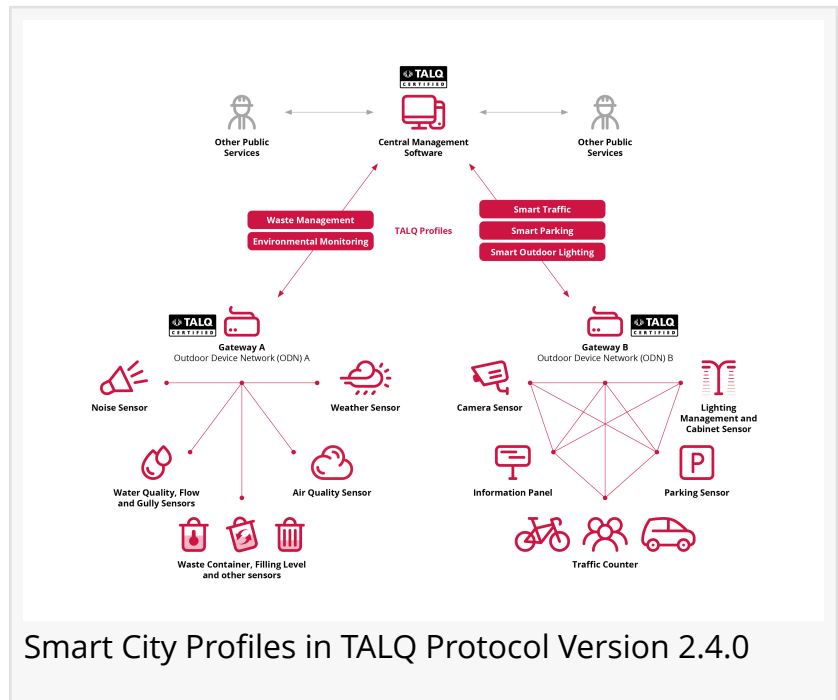 TALQ
CERTIFIED
Other Public
Services
Central Management
Software
Other Public
Services
Waste Management
Environmental Monitoring
TALQ Profiles
Smart Traffic
Smart Parking
Smart Outdoor Lighting
TALQ
CERTIFIED
Gateway A
Outdoor Device Network (ODN) A
TALQ
CERTIFIED
Gateway B
Outdoor Device Network (ODN) B
Noise Sensor
Weather Sensor
Camera Sensor
Lighting
Management and
Cabinet Sensor
Water Quality, Flow
and Gully Sensors
Air Quality Sensor
Information Panel
P
Parking Sensor
Waste Container, Filling Level
and other sensors
Traffic Counter
Smart City Profiles in TALQ Protocol Version 2.4.0